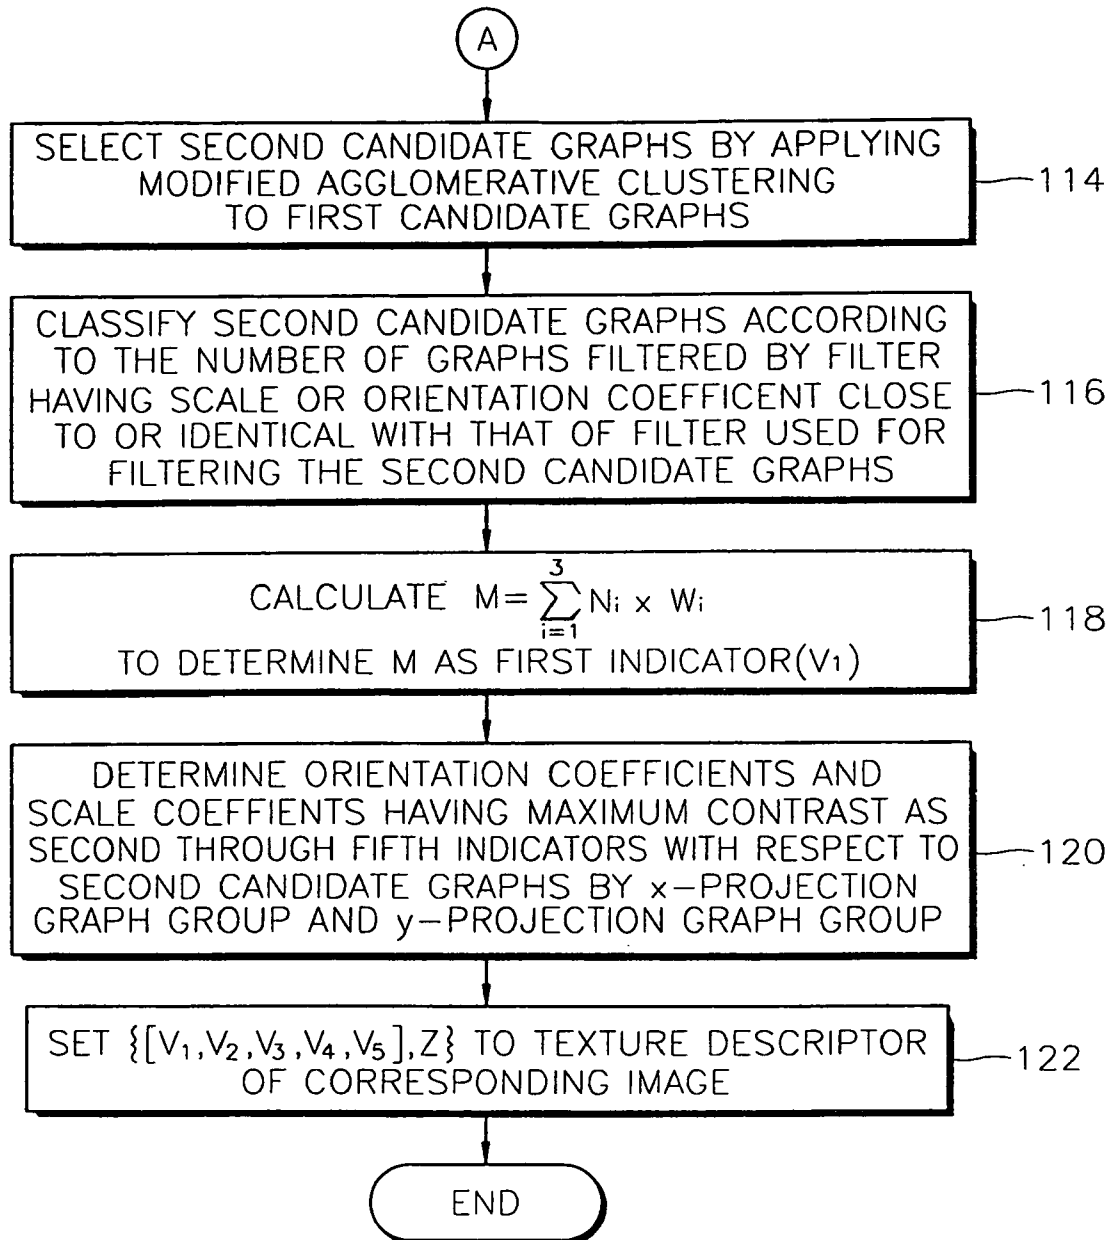 A
SELECT SECOND CANDIDATE GRAPHS BY APPLYING
MODIFIED AGGLOMERATIVE CLUSTERING
TO FIRST CANDIDATE GRAPHS
114
CLASSIFY SECOND CANDIDATE GRAPHS ACCORDING
TO THE NUMBER OF GRAPHS FILTERED BY FILTER
HAVING SCALE OR ORIENTATION COEFFICENT CLOSE
TO OR IDENTICAL WITH THAT OF FILTER USED FOR
FILTERING THE SECOND CANDIDATE GRAPHS
116
CALCULATE M=∑_{i=1}^{3} Ni x Wi
TO DETERMINE M AS FIRST INDICATOR(V1)
118
DETERMINE ORIENTATION COEFFICIENTS AND
SCALE COEFFIENTS HAVING MAXIMUM CONTRAST AS
SECOND THROUGH FIFTH INDICATORS WITH RESPECT TO
SECOND CANDIDATE GRAPHS BY x-PROJECTION
GRAPH GROUP AND y-PROJECTION GRAPH GROUP
120
SET {[V1,V2,V3,V4,V5],Z} TO TEXTURE DESCRIPTOR
OF CORRESPONDING IMAGE
122
END